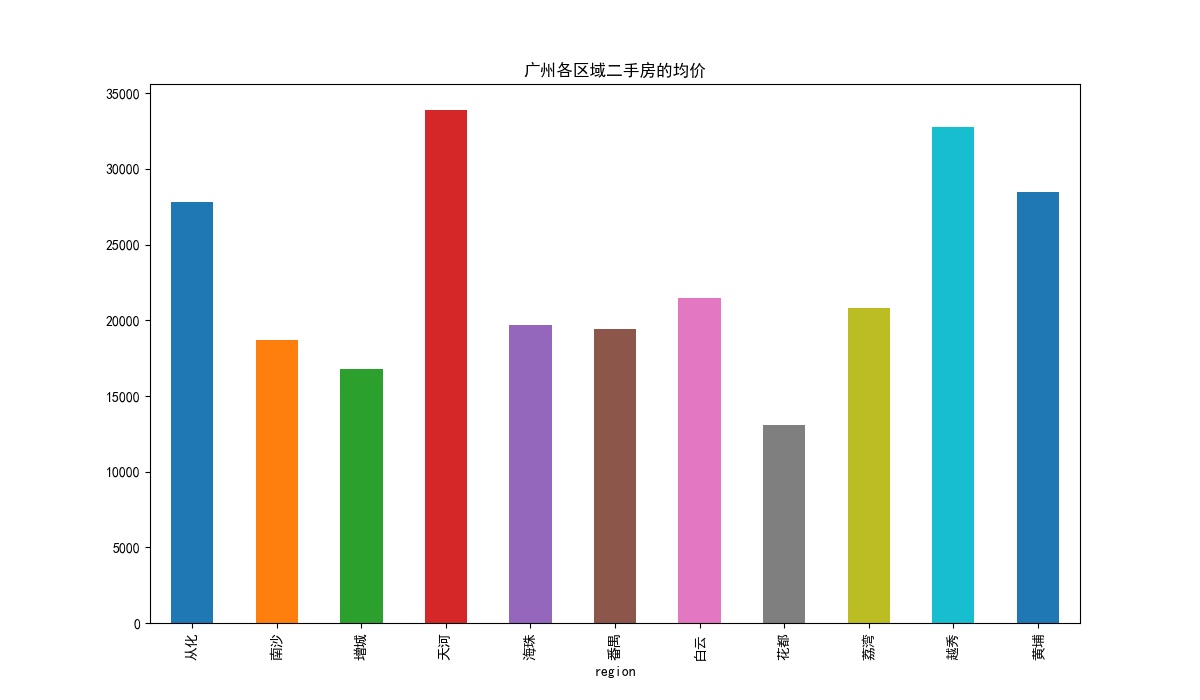 广州各区域二手房的均价
35000
30000
25000
20000
15000
10000
5000
0
从化
南沙
增城
天河
海珠
番禺
白云
花都
荔湾
越秀
黄埔
region